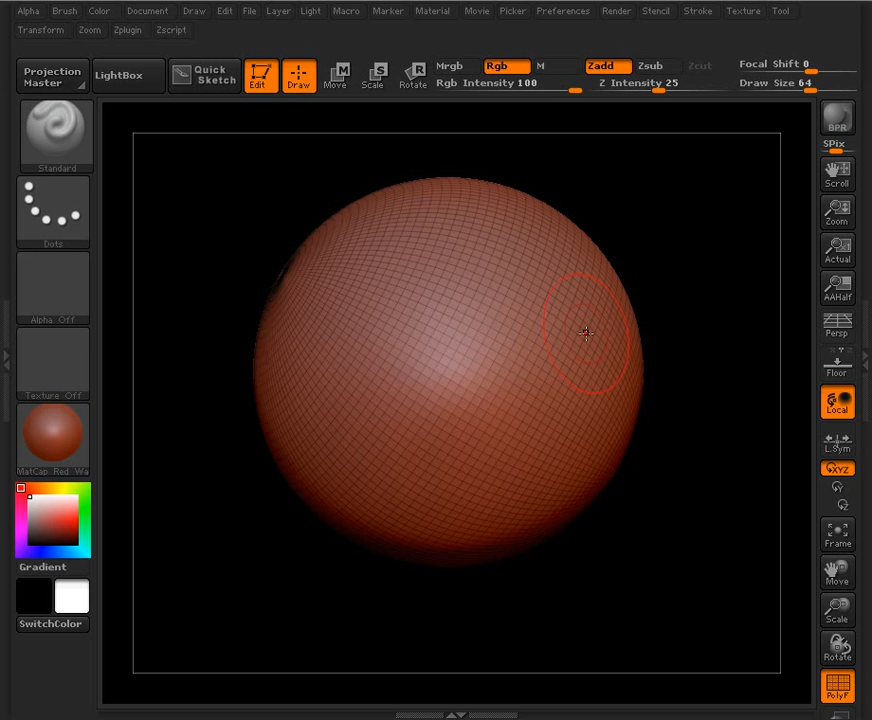 Alpha Brush Color Document Draw Edit File Layer Light Macro Marker Material Movie Picker Preferences Render Stencil Stroke Texture Tool
Transform Zoom Zplugin Zscript
Projection Master
LightBox
Quick Sketch
Edit
Draw
Move
Scale
Rotate
Mrgb Rgb M
Rgb Intensity 100
Zadd Zsub Zcut
Z Intensity 25
Focal Shift 0
Draw Size 64
Standard
Dots
Alpha Off
Texture Off
MatCap Red Wa
Gradient
SwitchColor
BPR
SPix
Scroll
Zoom
Actual
AAHalf
Persp
Floor
Local
L.Sym
XYZ
Y
Z
Frame
Move
Scale
Rotate
PolyF